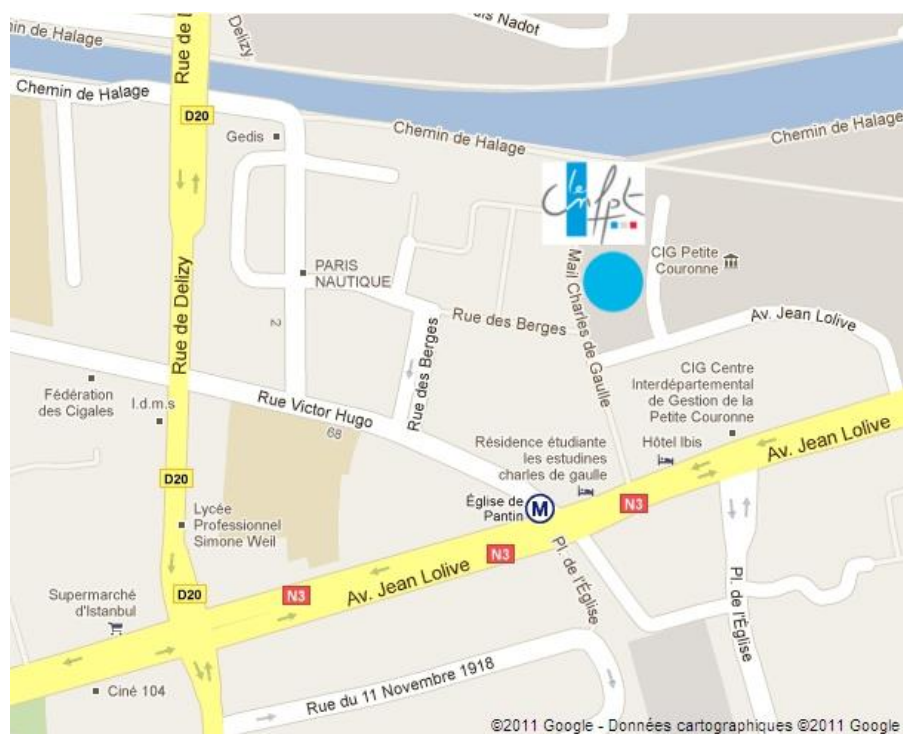 is Nadot
in de Halage
Rue de
Delizy
Chemin de Halage
D20
Gedis
Chemin de Halage
Chemin de Halage
le
cnfpt
CIG Petite
Couronne
PARIS
NAUTIQUE
Mail Charles de Gaulle
Rue de Delizy
2
Rue des Berges
Av. Jean Lolive
Rue des Berges
CIG Centre
Interdépartemental
de Gestion de la
Petite Couronne
Fédération
des Cigales
I.d.m.s
Rue Victor Hugo
68
Résidence étudiante
les estudines
charles de gaulle
Hôtel Ibis
Av. Jean Lolive
D20
Église de
Pantin
M
N3
Lycée
Professionnel
Simone Weil
N3
Pl. de l'Église
Pl. de l'Église
D20
N3
Av. Jean Lolive
Supermarché
d'Istanbul
Ciné 104
Rue du 11 Novembre 1918
©2011 Google - Données cartographiques ©2011 Google